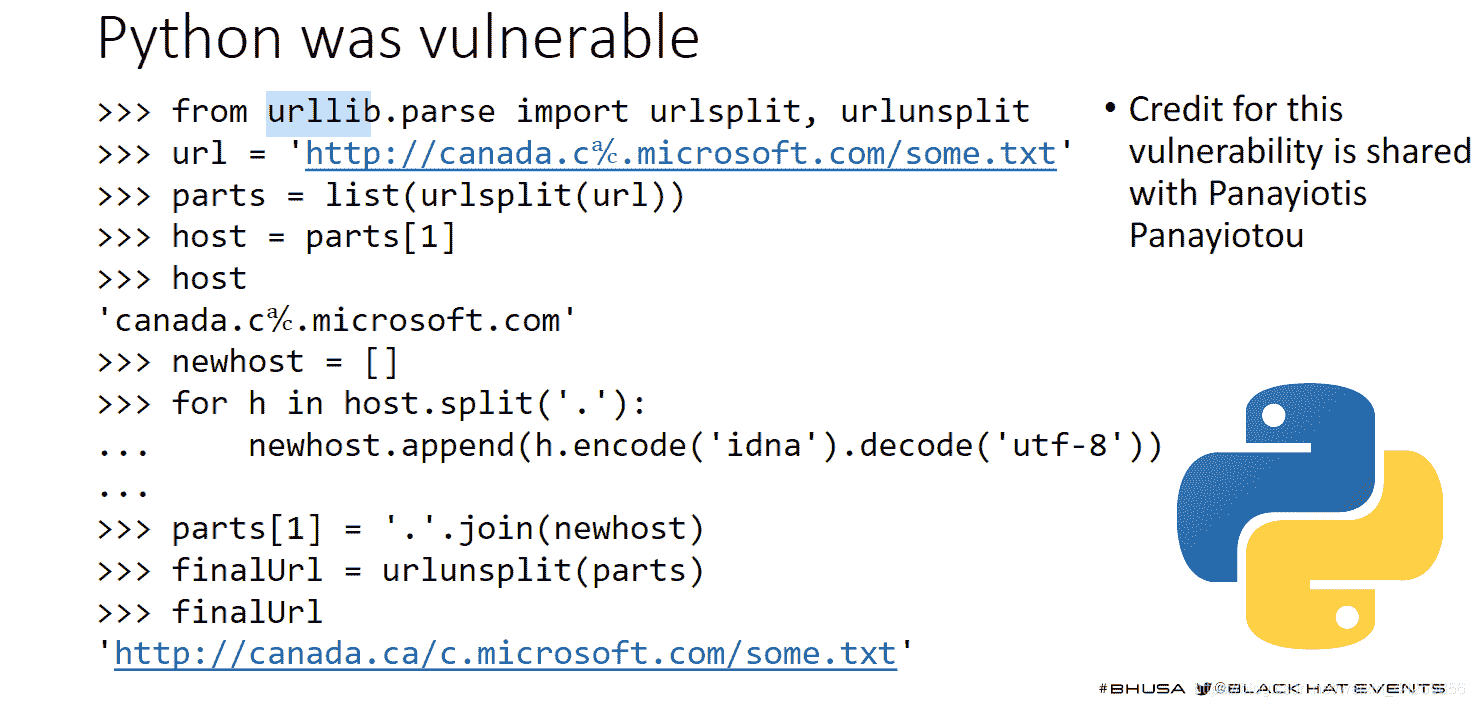 Python was vulnerable
>>> from urllib.parse import urlsplit, urlunsplit
>>> url = 'http://canada.c℀.microsoft.com/some.txt'
>>> parts = list(urlsplit(url))
>>> host = parts[1]
>>> host
'canada.c℀.microsoft.com'
>>> newhost = []
>>> for h in host.split('.'):
...     newhost.append(h.encode('idna').decode('utf-8'))
...
>>> parts[1] = '.'.join(newhost)
>>> finalUrl = urlunsplit(parts)
>>> finalUrl
'http://canada.ca/c.microsoft.com/some.txt'
• Credit for this
vulnerability is shared
with Panayiotis
Panayiotou
#BHUSA @BLACK HAT EVENTS